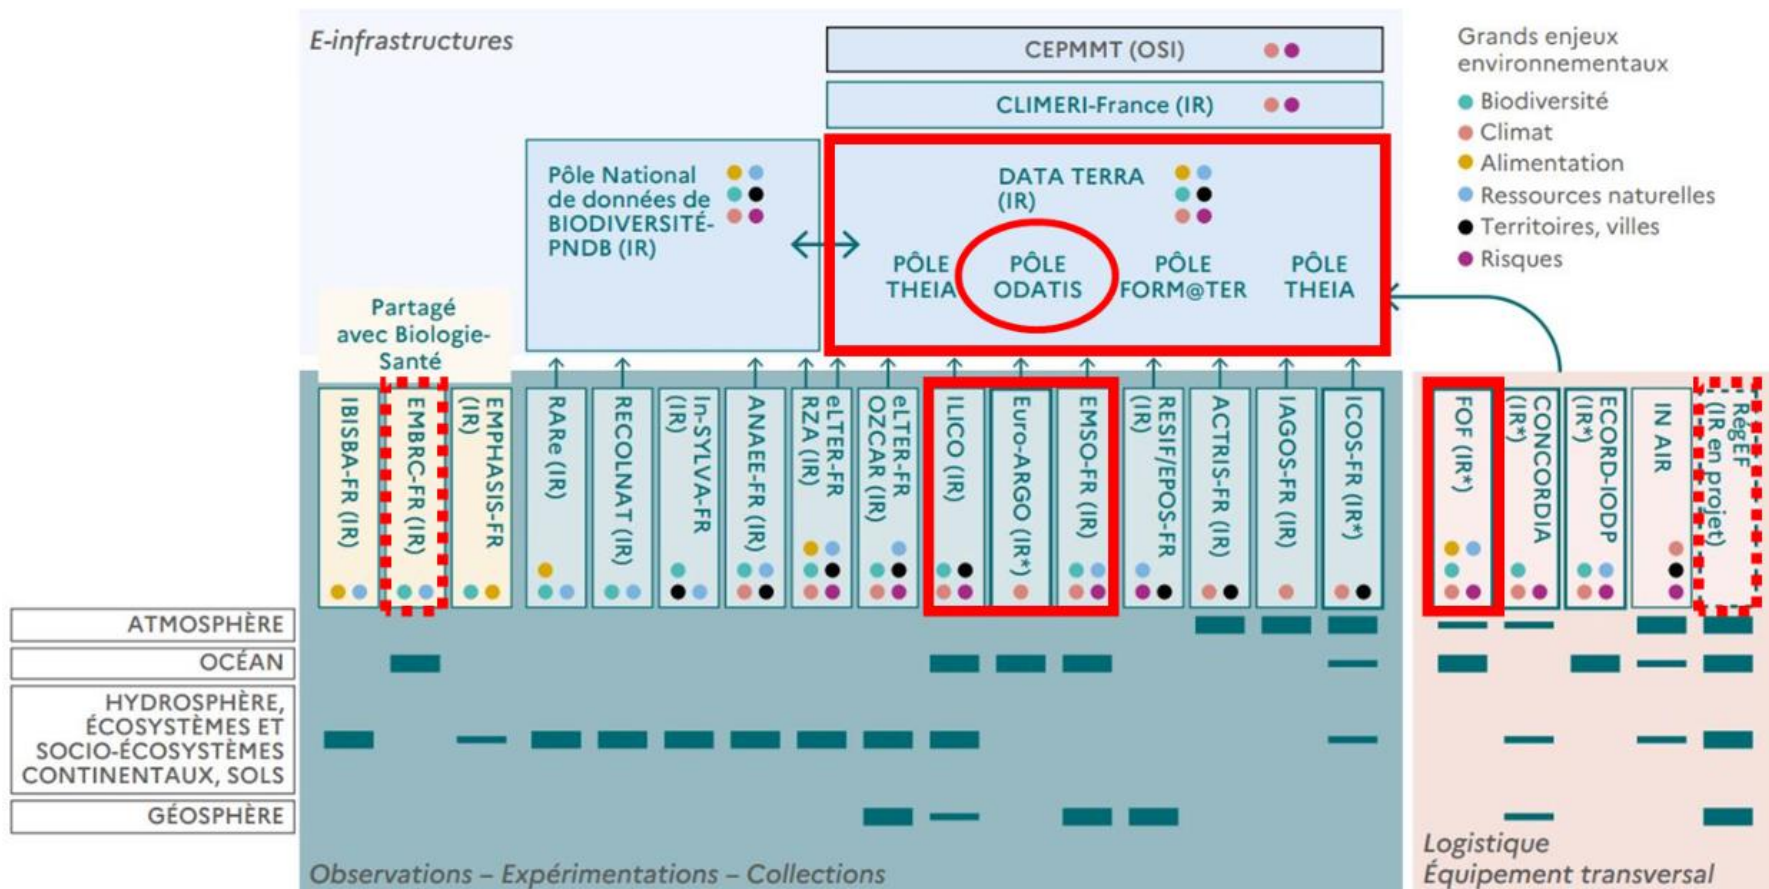 E-infrastructures
CEPMMT (OSI)
CLIMERI-France (IR)
Pôle National
de données de
BIODIVERSITÉ-
PNDB (IR)
DATA TERRA
(IR)
PÔLE
THEIA
PÔLE
ODATIS
PÔLE
FORM@TER
PÔLE
THEIA
Grands enjeux
environnementaux
Biodiversité
Climat
Alimentation
Ressources naturelles
Territoires, villes
Risques
Partagé
avec Biologie-
Santé
IBISBA-FR (IR)
EMBRC-FR (IR)
EMPHASIS-FR
(IR)
RARe (IR)
RECOLNAT (IR)
In-SYLVA-FR
(IR)
ANAEE-FR (IR)
eLTER-FR
RZA (IR)
eLTER-FR
OZCAR (IR)
ILICO (IR)
Euro-ARGO (IR*)
EMSO-FR (IR)
RESIF/EPOS-FR
(IR)
ACTRIS-FR (IR)
IAGOS-FR (IR)
ICOS-FR (IR*)
FOF (IR*)
CONCORDIA
(IR*)
ECORD-IODP
(IR*)
IN AIR
RégEF
(IR en projet)
ATMOSPHÈRE
OCÉAN
HYDROSPHÈRE,
ÉCOSYSTÈMES ET
SOCIO-ÉCOSYSTÈMES
CONTINENTAUX, SOLS
GÉOSPHÈRE
Observations – Expérimentations – Collections
Logistique
Équipement transversal